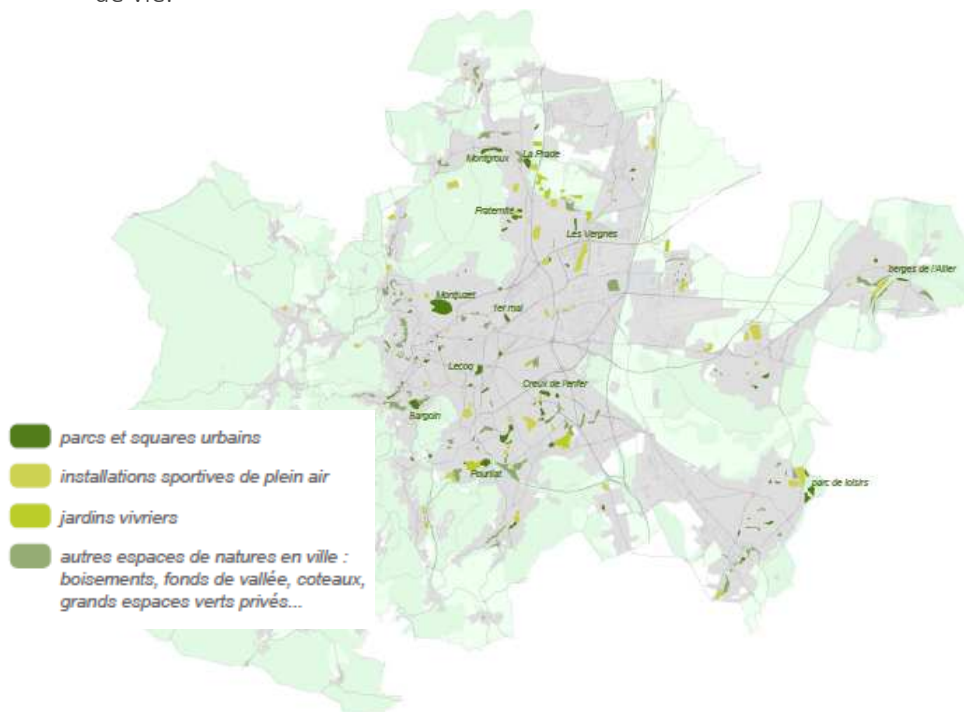 de vie.
Montgroux
La Prade
Fraternité
Les Vergnes
berges de l'Allier
Montjuzet
1er mai
Lecoq
Creux de l'enfer
Bargoin
Pourliat
parc de loisirs
parcs et squares urbains
installations sportives de plein air
jardins vivriers
autres espaces de natures en ville :
boisements, fonds de vallée, coteaux,
grands espaces verts privés...